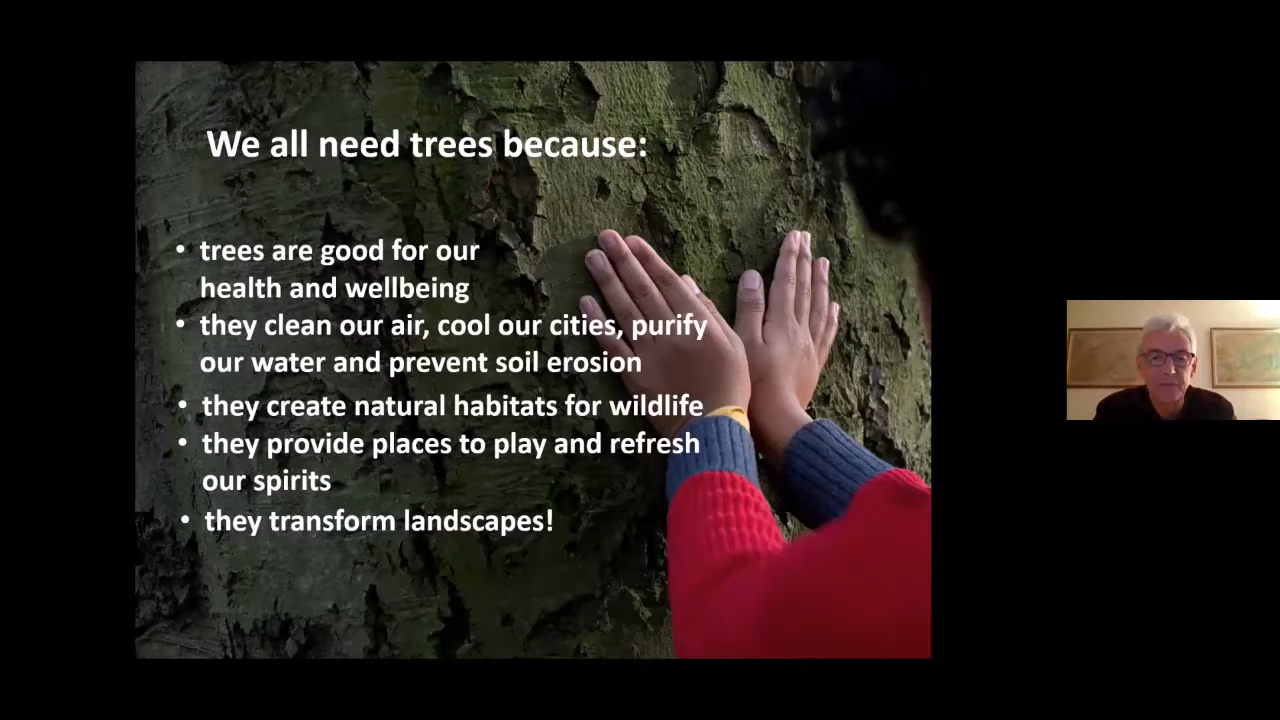 We all need trees because:
• trees are good for our
health and wellbeing
• they clean our air, cool our cities, purify
our water and prevent soil erosion
• they create natural habitats for wildlife
• they provide places to play and refresh
our spirits
• they transform landscapes!